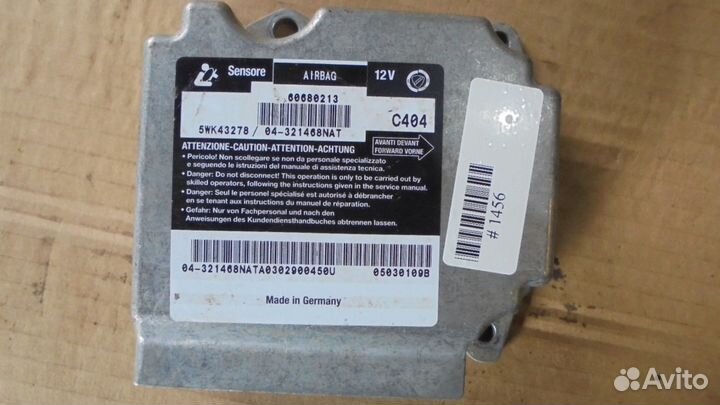 Sensore AIRBAG 12V
60680213
5WK43278 / 04-321468NAT
C404
ATTENZIONE-CAUTION-ATTENTION-ACHTUNG
AVANTI DEVANT
FORWARD VORNE
• Pericolo! Non scollegare se non da personale specializzato
e seguendo le istruzioni del manuale di assistenza tecnica.
• Danger: Do not disconnect! This operation is only to be carried out by
skilled operators, following the instructions given in the service manual.
• Danger: Seul le personel spécialisé est autorisé à débrancher
en se tenant aux instructions du manuel de réparation.
• Gefahr: Nur von Fachpersonal und nach den
Anweisungen des Kundendiensthandbuches abtrennen lassen.
04-321468NATA0302900450U 05030109B
Made in Germany
# 1456
Avito